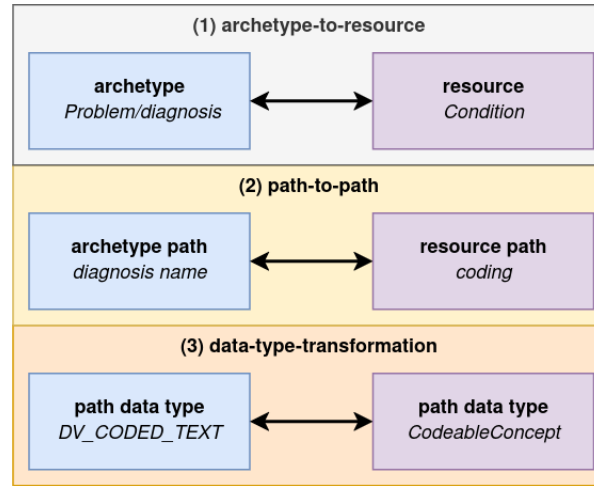 (1) archetype-to-resource
archetype
Problem/diagnosis
resource
Condition
(2) path-to-path
archetype path
diagnosis name
resource path
coding
(3) data-type-transformation
path data type
DV_CODED_TEXT
path data type
CodeableConcept